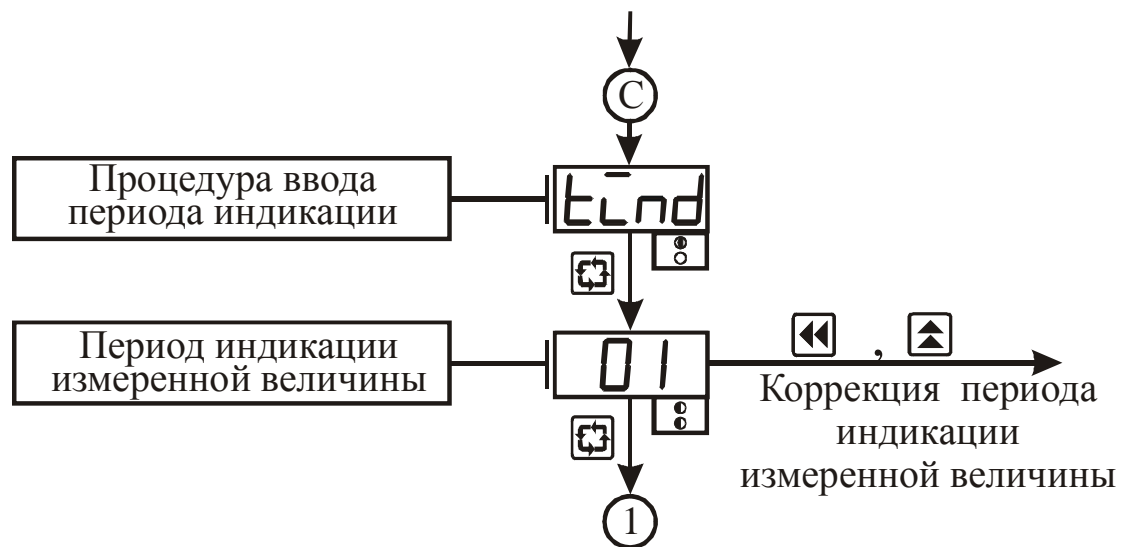 С
Процедура ввода
периода индикации
tind
Период индикации
измеренной величины
01
,
Коррекция периода
индикации
измеренной величины
1